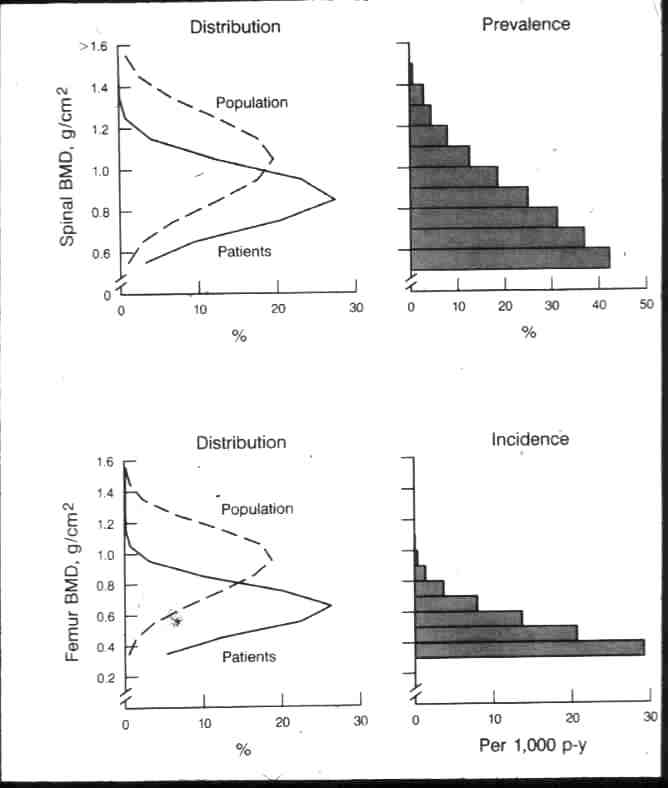 Distribution
Prevalence
>1.6
1.4
1.2
1.0
0.8
0.6
0
Spinal BMD, g/cm2
Population
Patients
0 10 20 30
%
0 10 20 30 40 50
%
Distribution
Incidence
1.6
1.4
1.2
1.0
0.8
0.6
0.4
0.2
Femur BMD, g/cm2
Population
Patients
0 10 20 30
%
0 10 20 30
Per 1,000 p-y